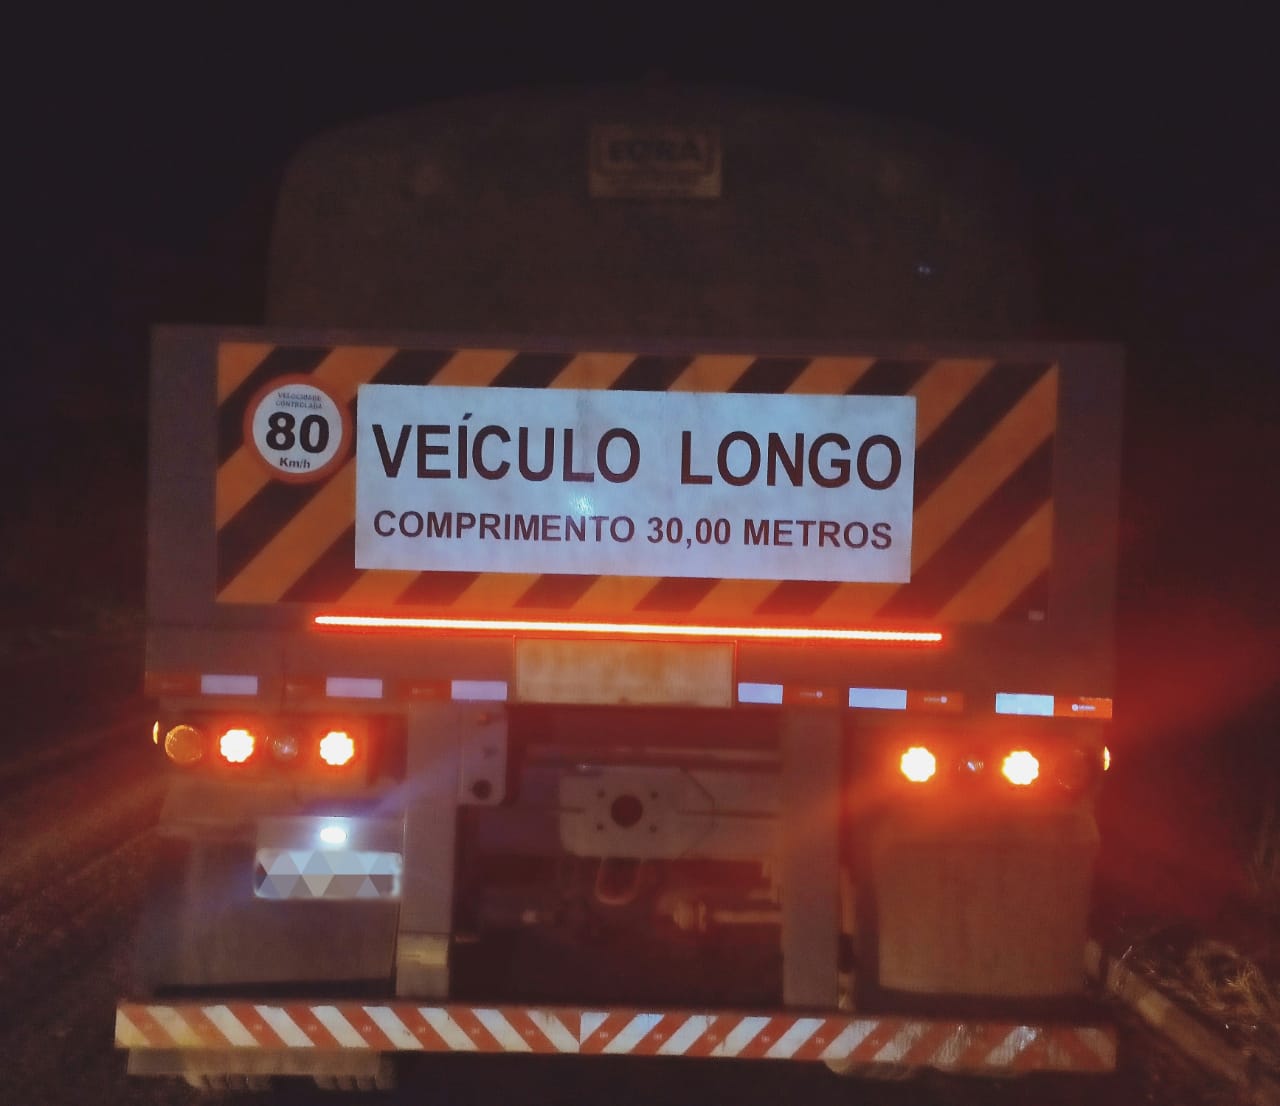 VELOCIDADE
CONTROLADA
80
Km/h
VEÍCULO LONGO
COMPRIMENTO 30,00 METROS